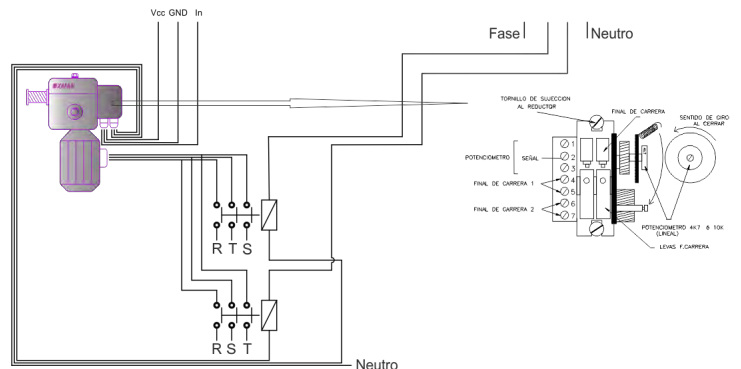 Vcc GND In
Fase Neutro
TORNILLO DE SUJECCION
AL REDUCTOR
FINAL DE CARRERA
SENTIDO DE GIRO
AL CERRAR
POTENCIOMETRO
SEÑAL
1
2
3
4
5
6
7
FINAL DE CARRERA 1
FINAL DE CARRERA 2
POTENCIOMETRO 4K7 ó 10K
(LINEAL)
LEVAS F.CARRERA
R T S
R S T
Neutro